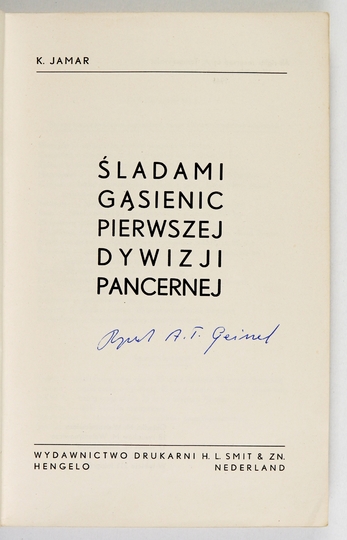 K. JAMAR
ŚLADAMI
GĄSIENIC
PIERWSZEJ
DYWIZJI
PANCERNEJ
A.T.
WYDAWNICTWO DRUKARNI H. L. SMIT & ZN.
HENGELO NEDERLAND